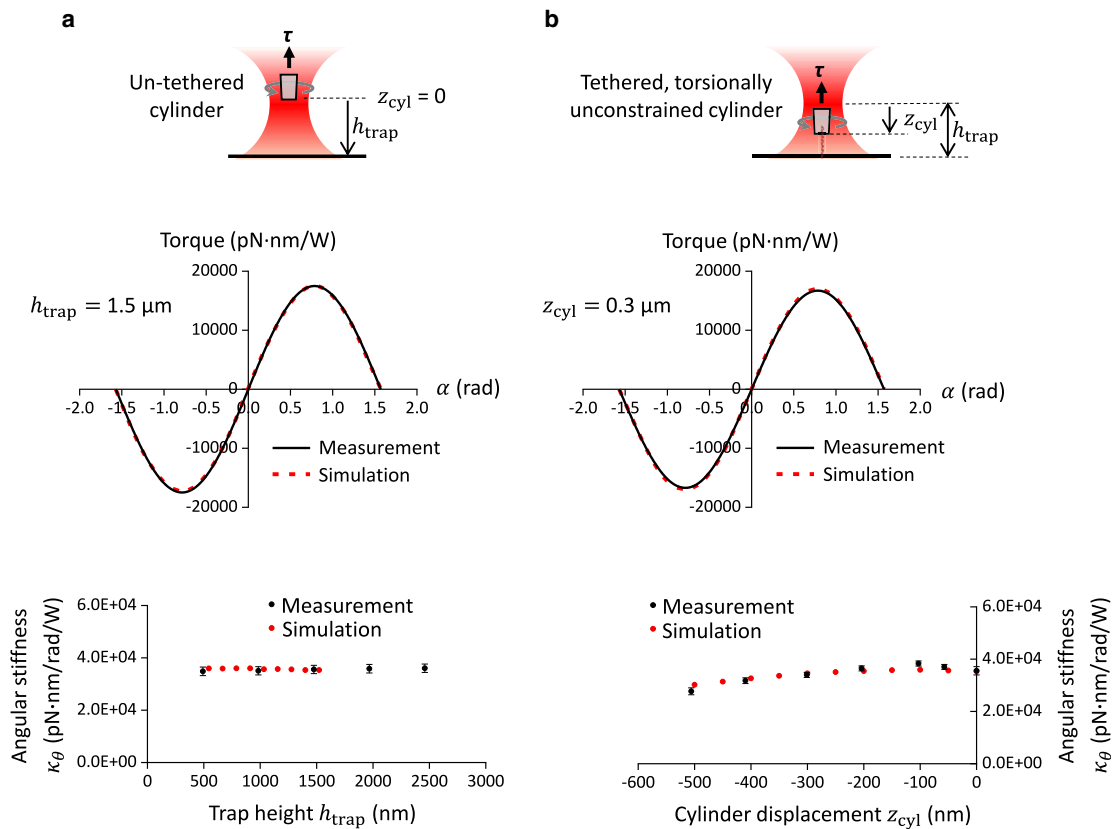 a
τ
Un-tethered
cylinder
z_cyl = 0
h_trap
Torque (pN·nm/W)
h_trap = 1.5 µm
20000
10000
0
-10000
-20000
-2.0 -1.5 -1.0 -0.5 0.0 0.5 1.0 1.5 2.0
α (rad)
Measurement
Simulation
Angular stiffness
κ_θ (pN·nm/rad/W)
6.0E+04
4.0E+04
2.0E+04
0.0E+00
Measurement
Simulation
0 500 1000 1500 2000 2500 3000
Trap height h_trap (nm)
b
τ
Tethered, torsionally
unconstrained cylinder
z_cyl
h_trap
Torque (pN·nm/W)
z_cyl = 0.3 µm
20000
10000
0
-10000
-20000
-2.0 -1.5 -1.0 -0.5 0.0 0.5 1.0 1.5 2.0
α (rad)
Measurement
Simulation
Measurement
Simulation
6.0E+04
4.0E+04
2.0E+04
0.0E+00
Angular stiffness
κ_θ (pN·nm/rad/W)
-600 -500 -400 -300 -200 -100 0
Cylinder displacement z_cyl (nm)